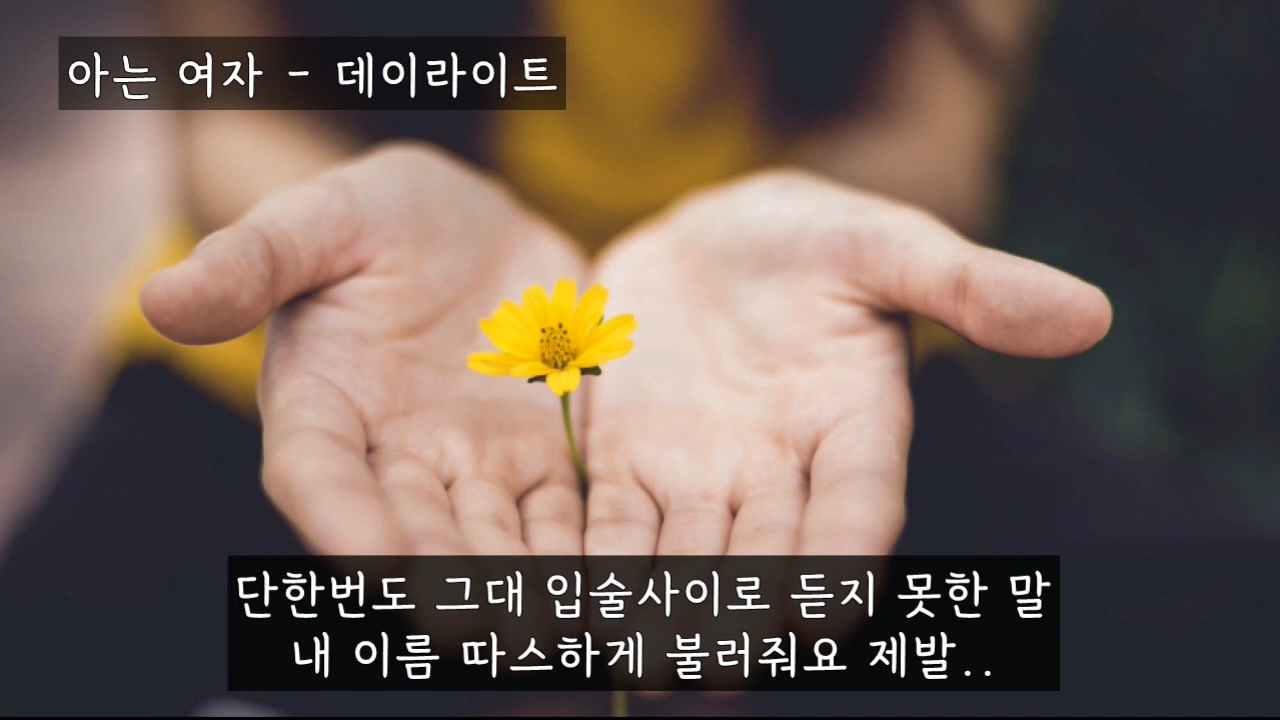 아는 여자 - 데이라이트
단한번도 그대 입술사이로 듣지 못한 말
내 이름 따스하게 불러줘요 제발..